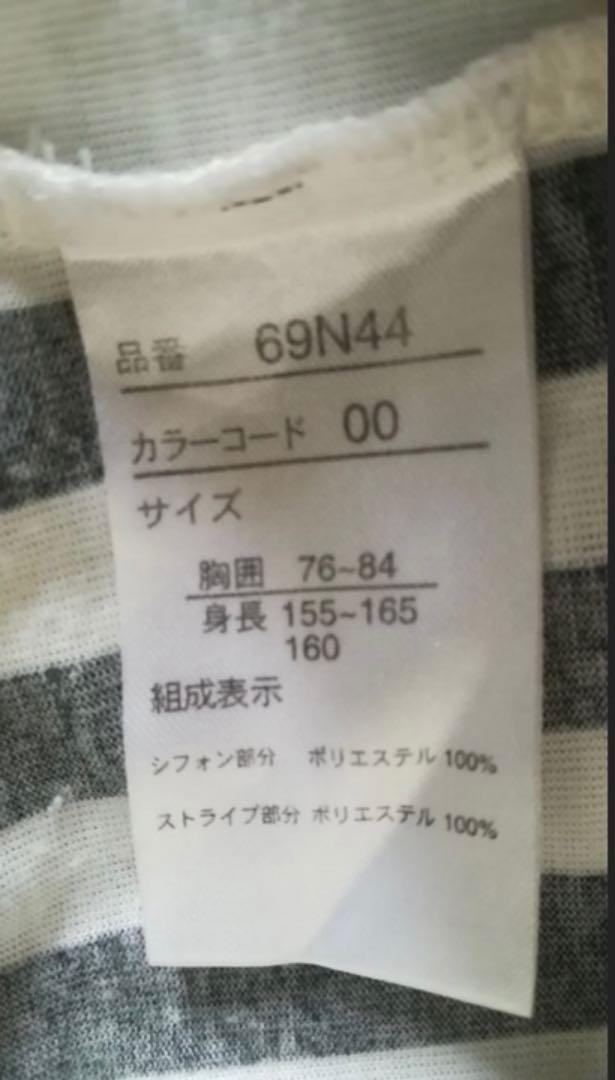 品番 69N44
カラーコード 00
サイズ
胸囲 76~84
身長 155~165
160
組成表示
シフォン部分 ポリエステル 100%
ストライプ部分 ポリエステル 100%